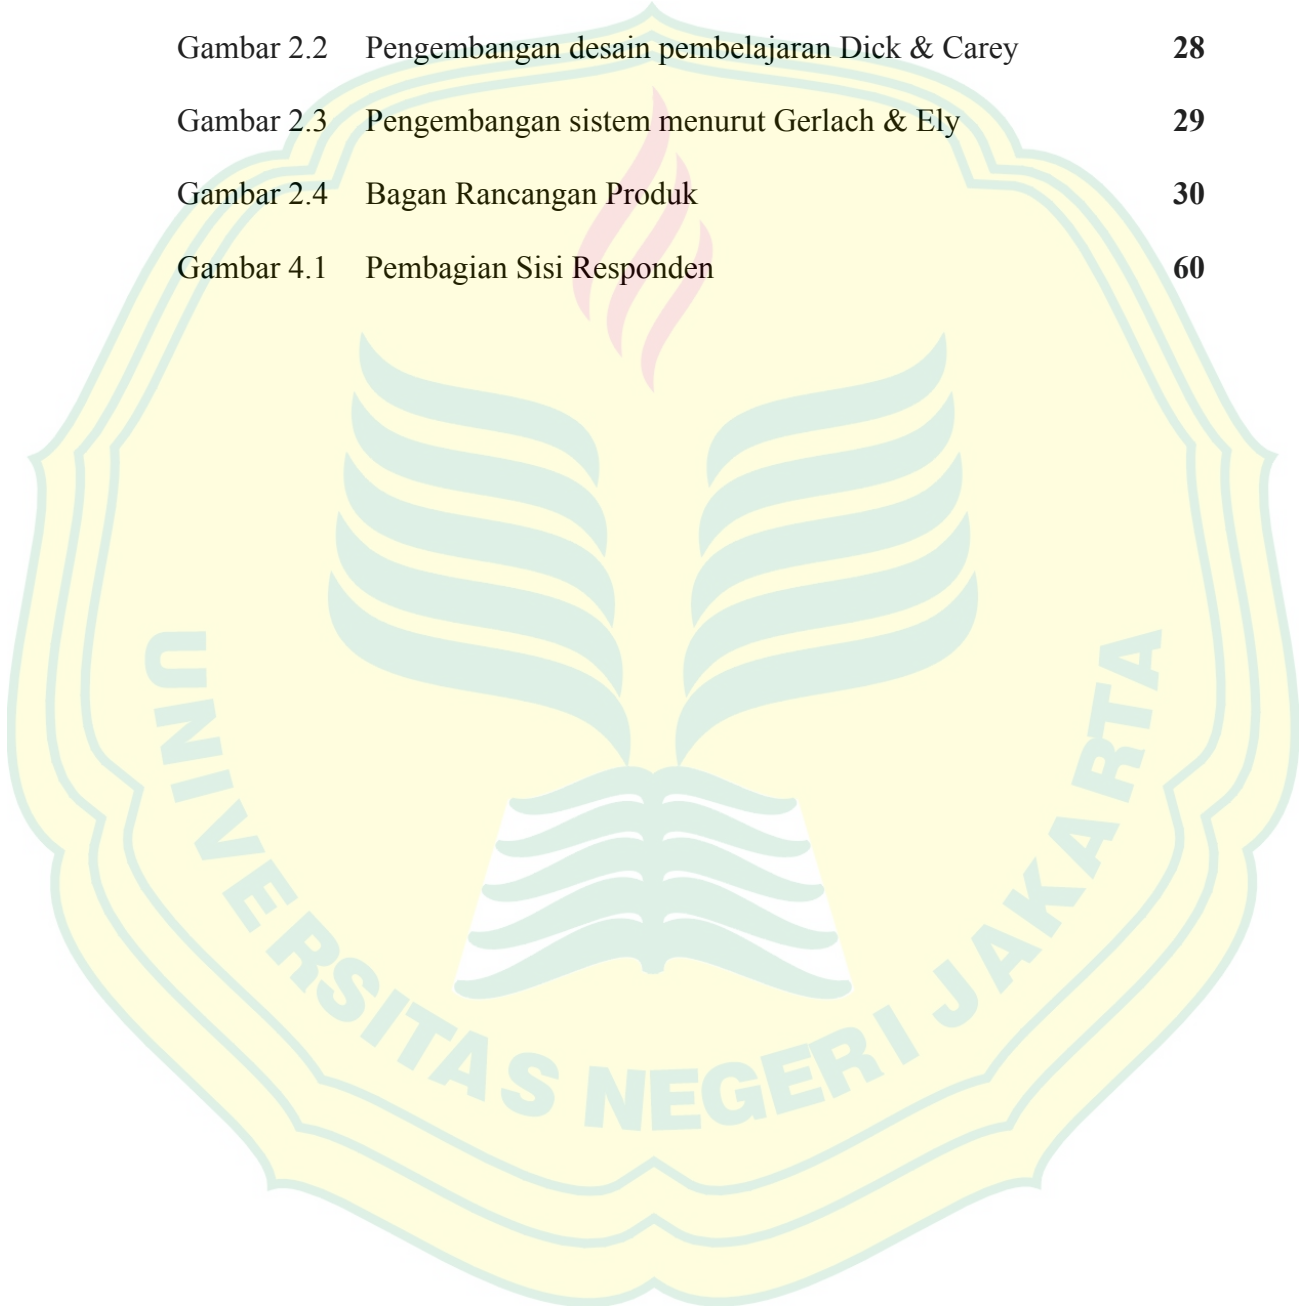 Gambar 2.2 Pengembangan desain pembelajaran Dick & Carey 28
Gambar 2.3 Pengembangan sistem menurut Gerlach & Ely 29
Gambar 2.4 Bagan Rancangan Produk 30
Gambar 4.1 Pembagian Sisi Responden 60
UNIVERSITAS NEGERI JAKARTA